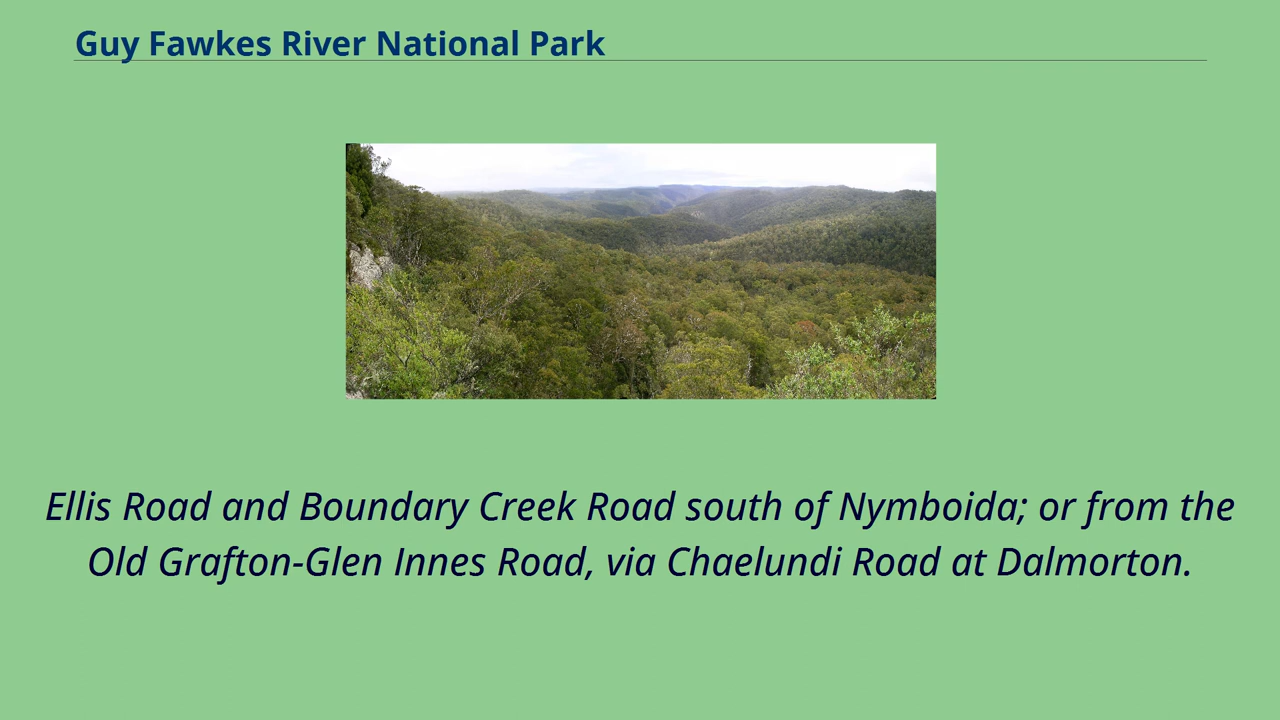 Guy Fawkes River National Park
Ellis Road and Boundary Creek Road south of Nymboida; or from the
Old Grafton-Glen Innes Road, via Chaelundi Road at Dalmorton.